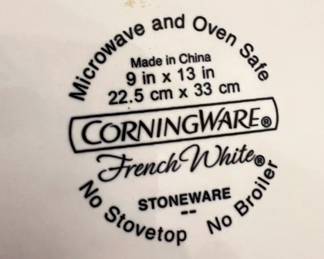 Microwave and Oven Safe
Made in China
9 in x 13 in
22.5 cm x 33 cm
CORNINGWARE®
French White®
STONEWARE
--
No Stovetop No Broiler